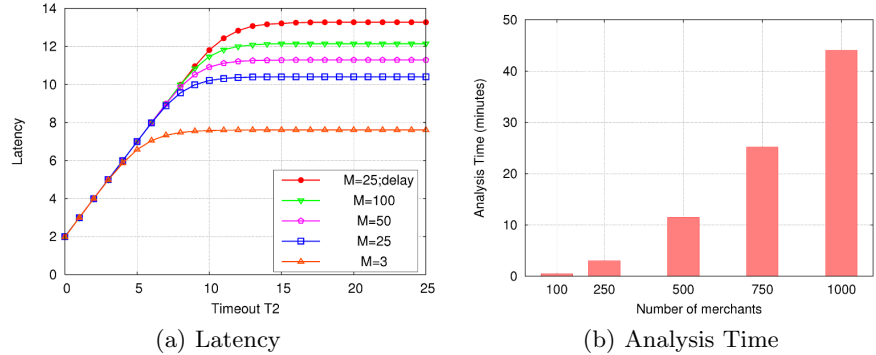 14
12
10
8
6
4
2
0
Latency
M=25;delay
M=100
M=50
M=25
M=3
0 5 10 15 20 25
Timeout T2
(a) Latency
50
40
30
20
10
0
Analysis Time (minutes)
100 250 500 750 1000
Number of merchants
(b) Analysis Time